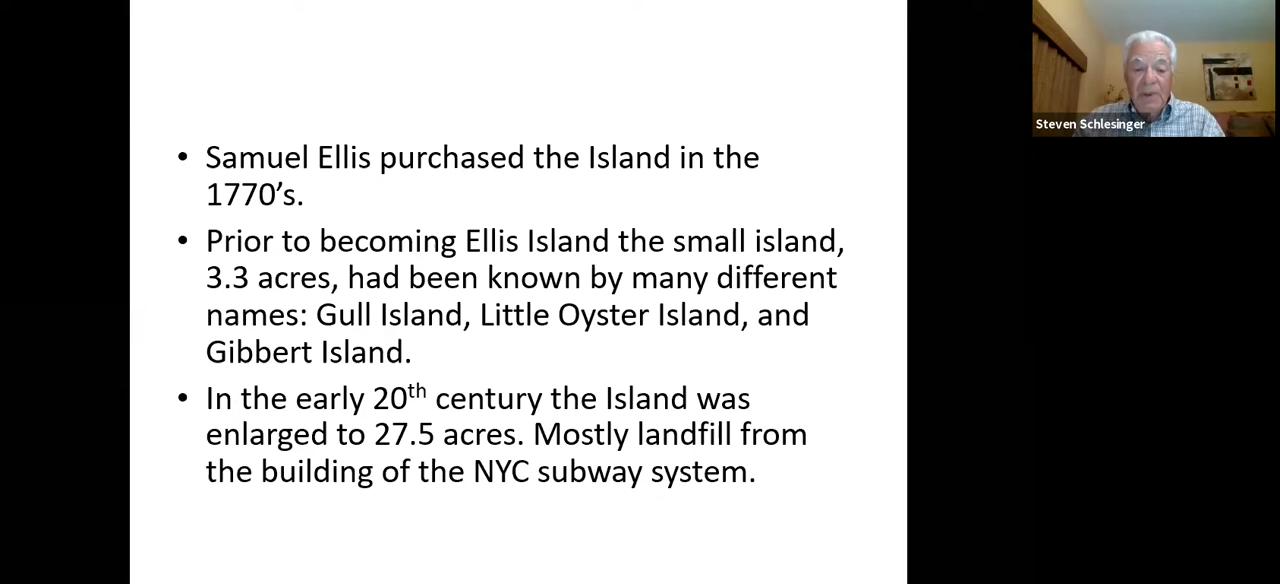 • Samuel Ellis purchased the Island in the
1770’s.
• Prior to becoming Ellis Island the small island,
3.3 acres, had been known by many different
names: Gull Island, Little Oyster Island, and
Gibbert Island.
• In the early 20th century the Island was
enlarged to 27.5 acres. Mostly landfill from
the building of the NYC subway system.
Steven Schlesinger